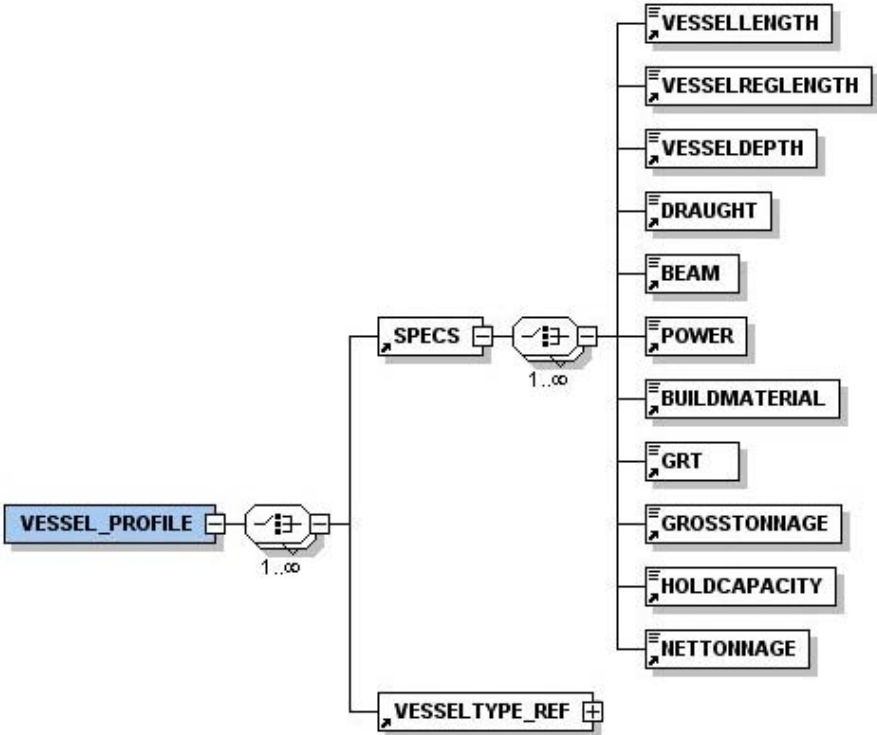 VESSELLENGTH
VESSELREGLENGTH
VESSELDEPTH
DRAUGHT
BEAM
SPECS
1..∞
POWER
BUILDMATERIAL
GRT
VESSEL_PROFILE
1..∞
GROSSTONNAGE
HOLDCAPACITY
NETTONNAGE
VESSELTYPE_REF